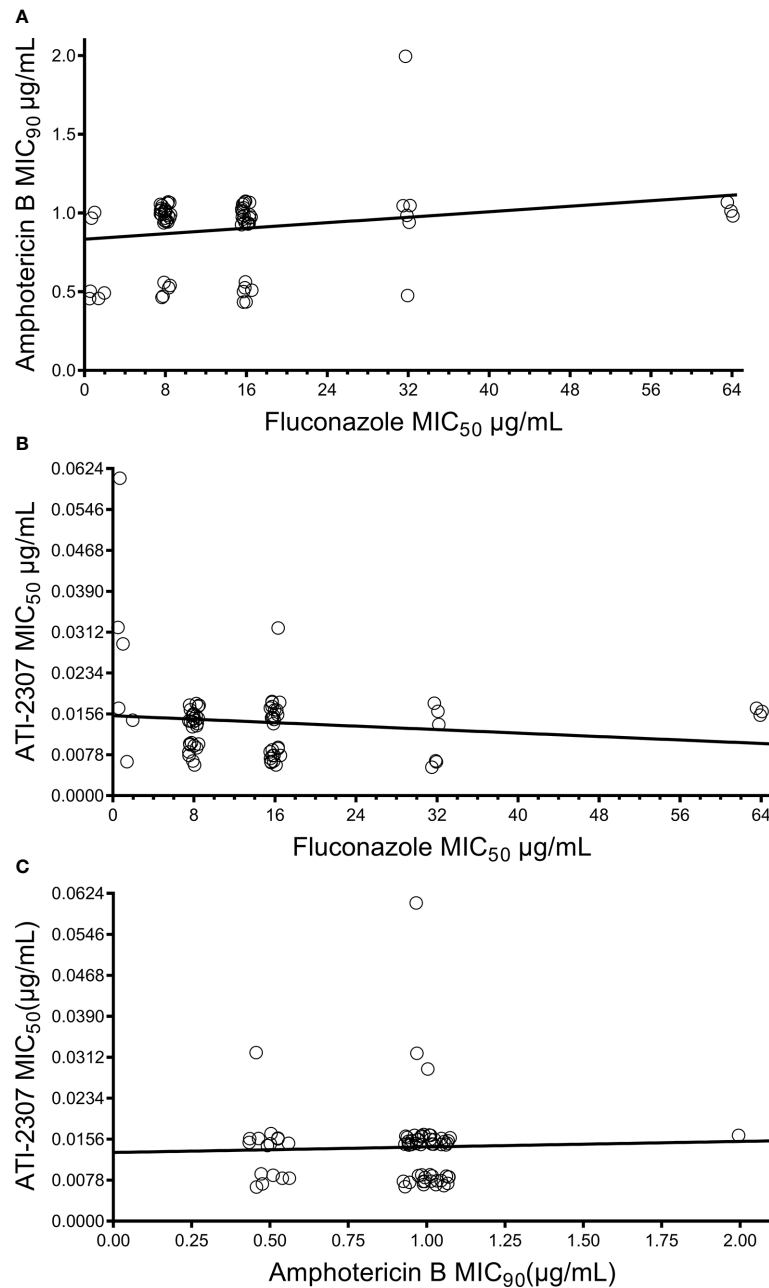 A
Amphotericin B MIC90 µg/mL
2.0
1.5
1.0
0.5
0.0
0 8 16 24 32 40 48 56 64
Fluconazole MIC50 µg/mL
B
ATI-2307 MIC50 µg/mL
0.0624
0.0546
0.0468
0.0390
0.0312
0.0234
0.0156
0.0078
0.0000
0 8 16 24 32 40 48 56 64
Fluconazole MIC50 µg/mL
C
ATI-2307 MIC50(µg/mL)
0.0624
0.0546
0.0468
0.0390
0.0312
0.0234
0.0156
0.0078
0.0000
0.00 0.25 0.50 0.75 1.00 1.25 1.50 1.75 2.00
Amphotericin B MIC90(µg/mL)